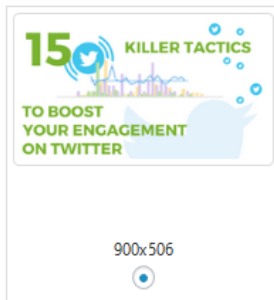 15 KILLER TACTICS
TO BOOST
YOUR ENGAGEMENT
ON TWITTER
900x506